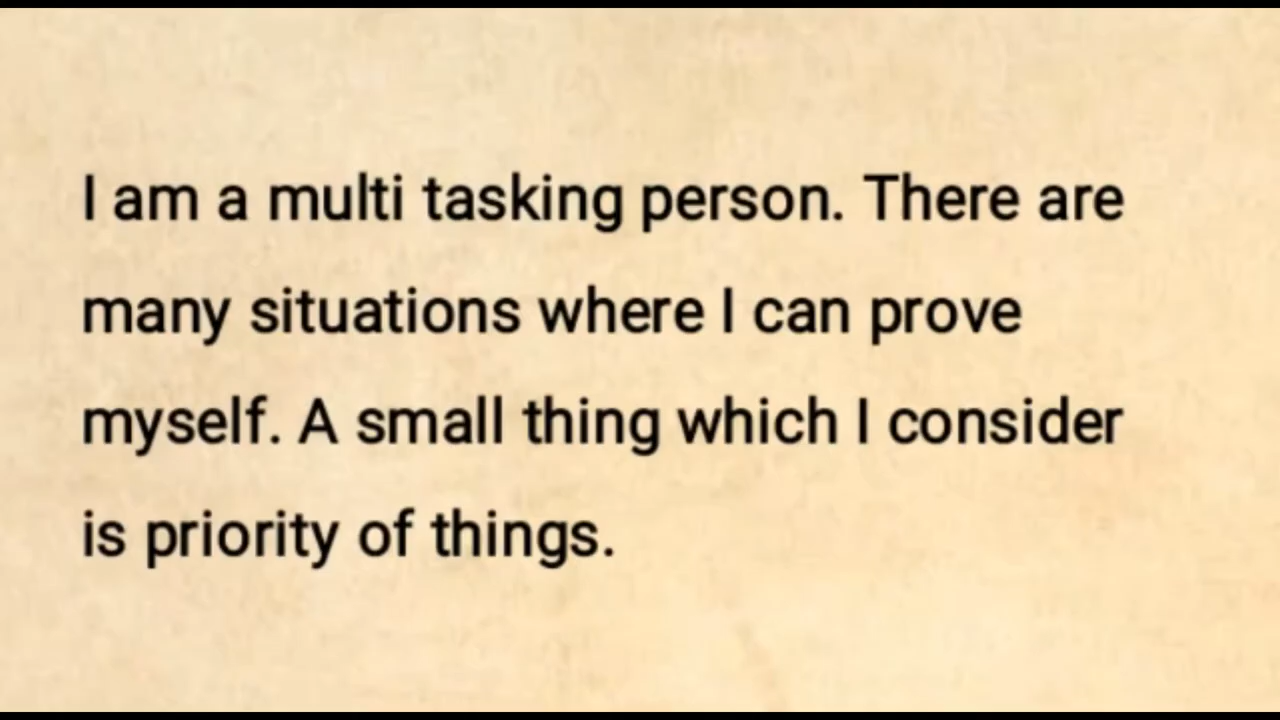 I am a multi tasking person. There are
many situations where I can prove
myself. A small thing which I consider
is priority of things.